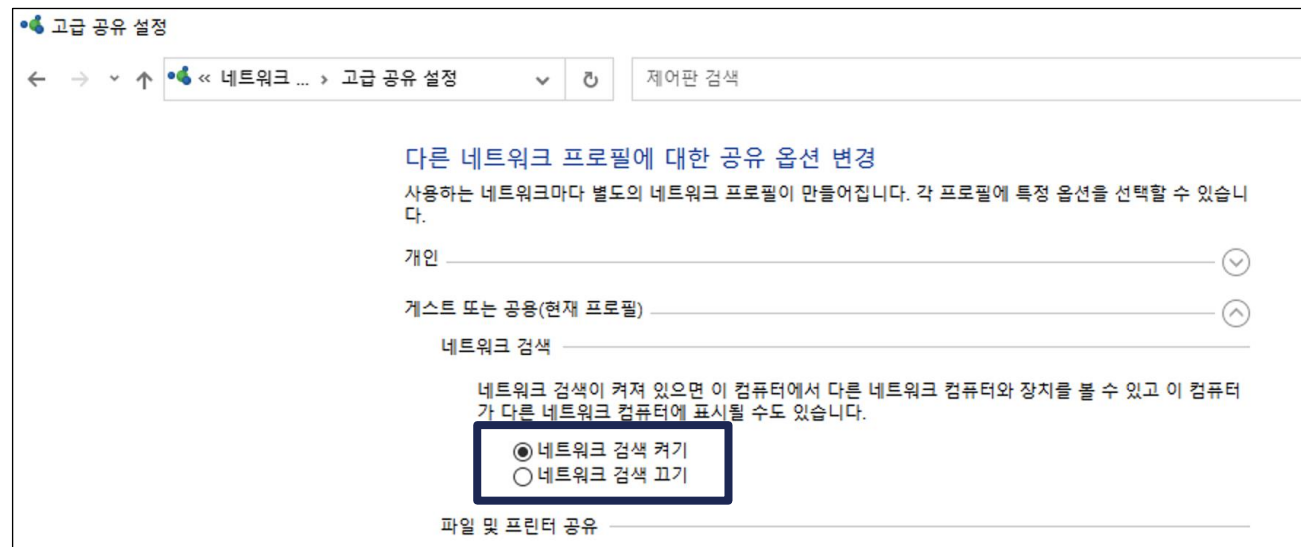 고급 공유 설정
« 네트워크 ... › 고급 공유 설정
제어판 검색
다른 네트워크 프로필에 대한 공유 옵션 변경
사용하는 네트워크마다 별도의 네트워크 프로필이 만들어집니다. 각 프로필에 특정 옵션을 선택할 수 있습니
다.
개인
게스트 또는 공용(현재 프로필)
네트워크 검색
네트워크 검색이 켜져 있으면 이 컴퓨터에서 다른 네트워크 컴퓨터와 장치를 볼 수 있고 이 컴퓨터
가 다른 네트워크 컴퓨터에 표시될 수도 있습니다.
네트워크 검색 켜기
네트워크 검색 끄기
파일 및 프린터 공유